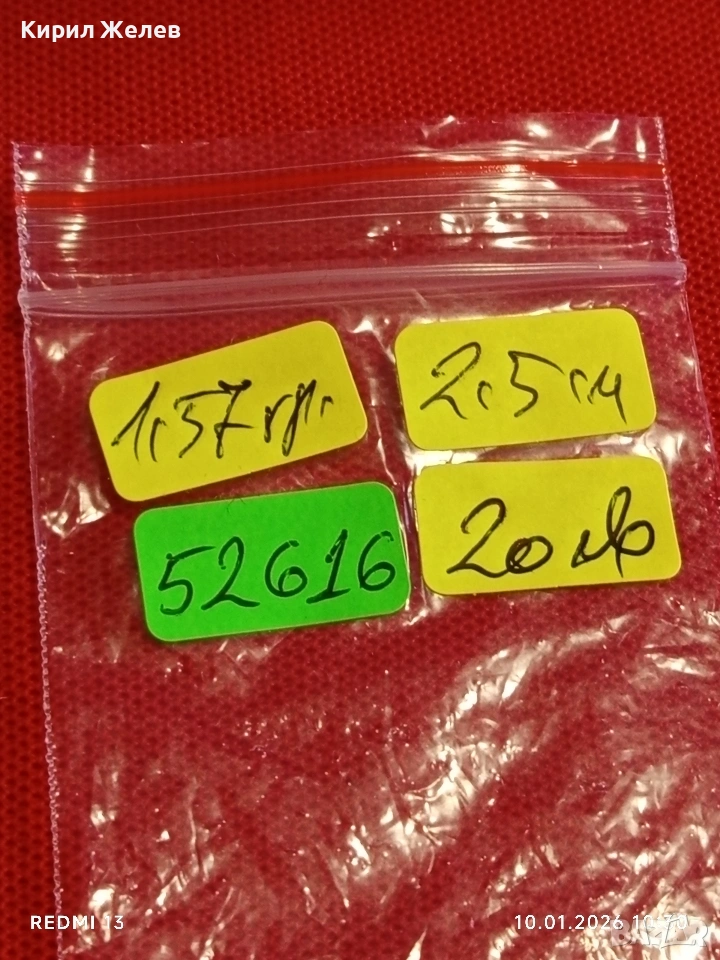 Кирил Желев
1,57 гр.
2,5 см
52616
20 лв
REDMI 13
10.01.2026